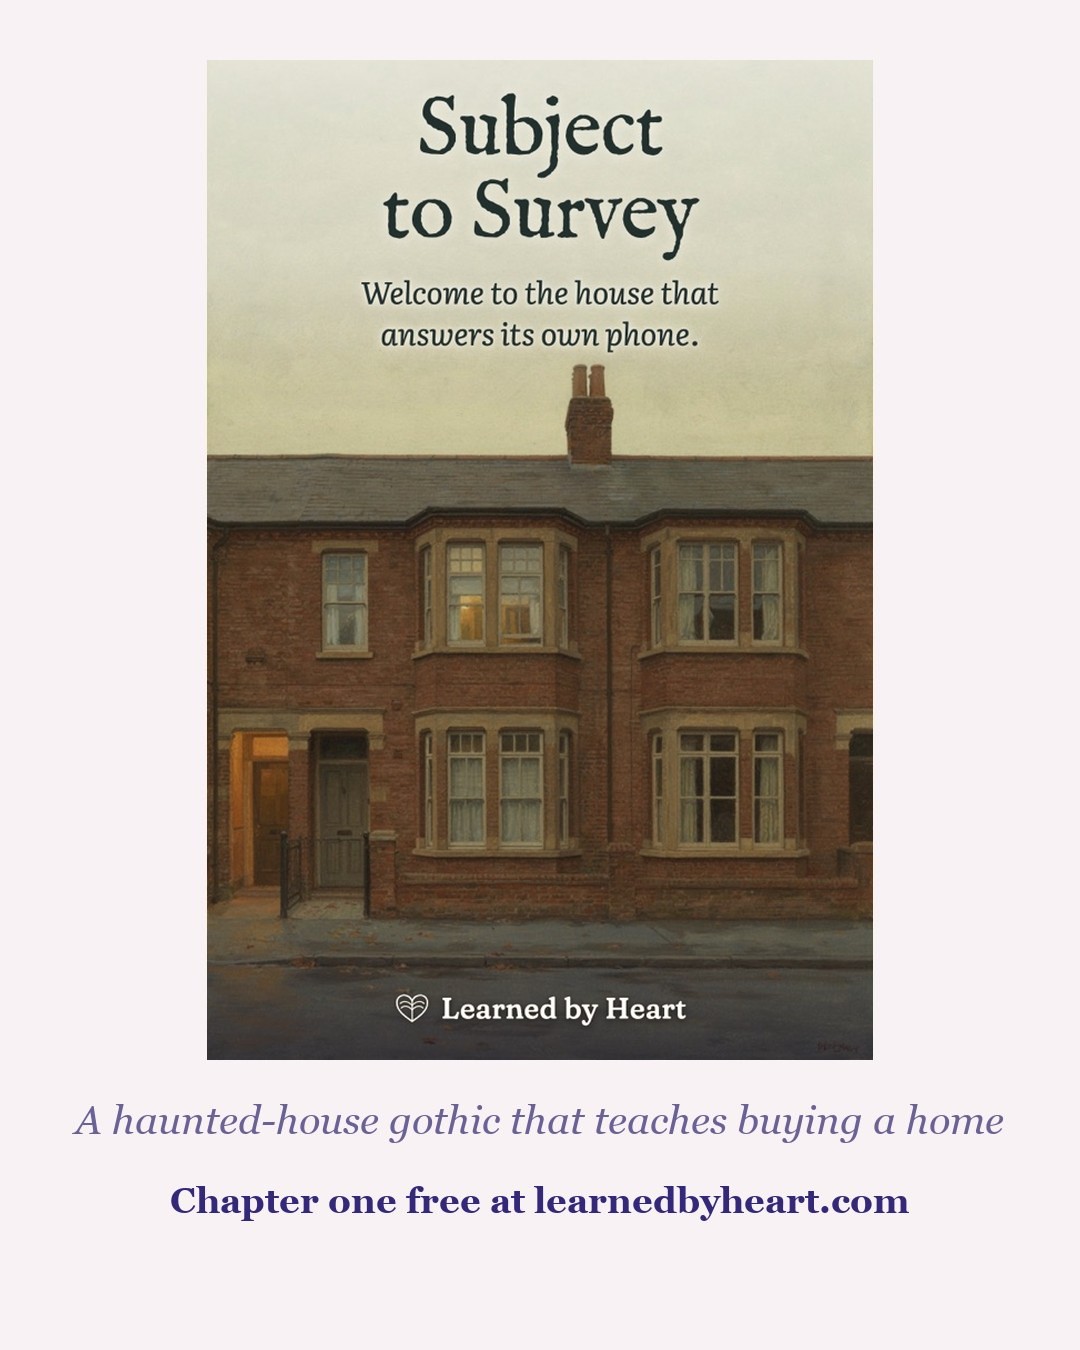 Subject
to Survey
Welcome to the house that
answers its own phone.
Learned by Heart
A haunted-house gothic that teaches buying a home
Chapter one free at learnedbyheart.com